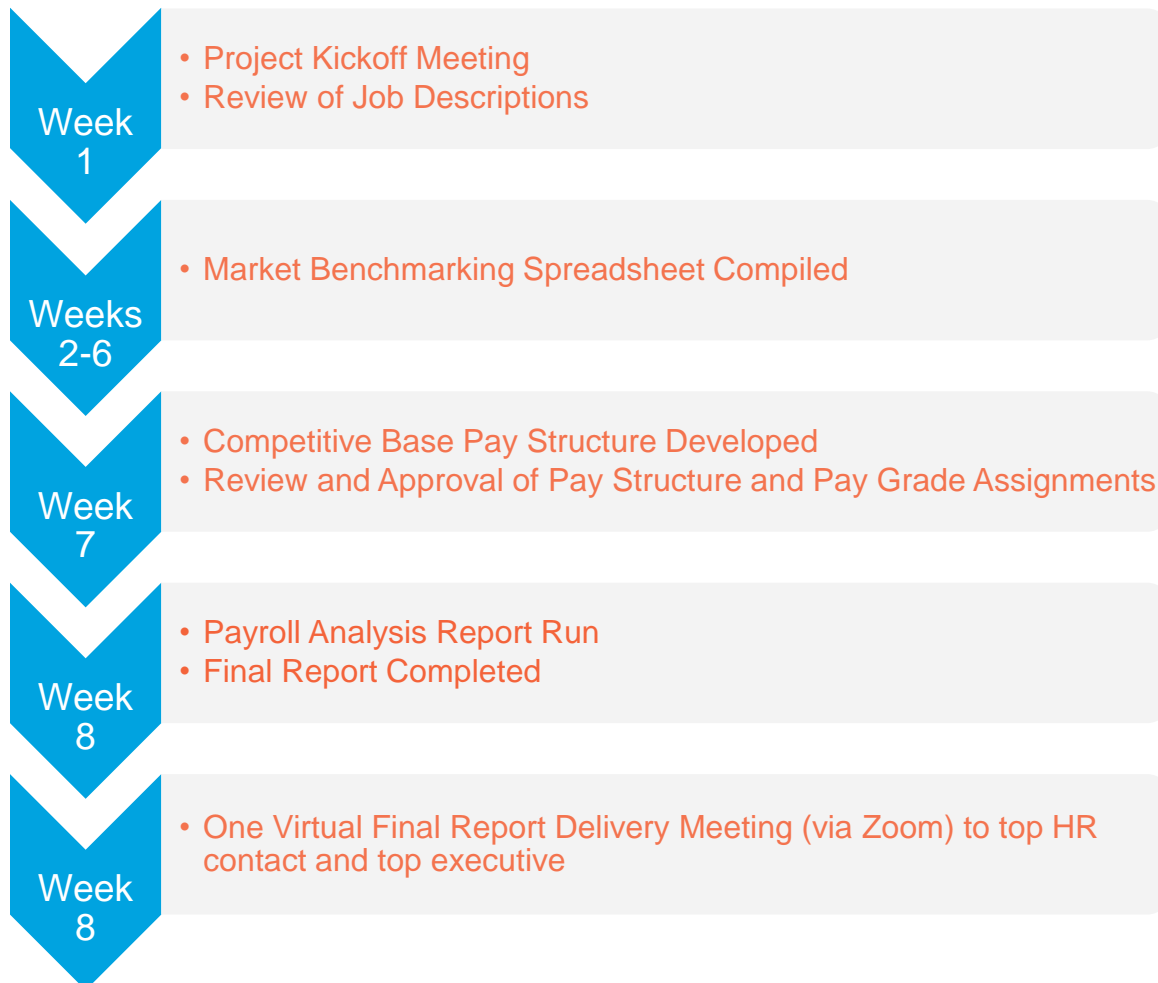 Week
1
• Project Kickoff Meeting
• Review of Job Descriptions
Weeks
2-6
• Market Benchmarking Spreadsheet Compiled
Week
7
• Competitive Base Pay Structure Developed
• Review and Approval of Pay Structure and Pay Grade Assignments
Week
8
• Payroll Analysis Report Run
• Final Report Completed
Week
8
• One Virtual Final Report Delivery Meeting (via Zoom) to top HR
contact and top executive